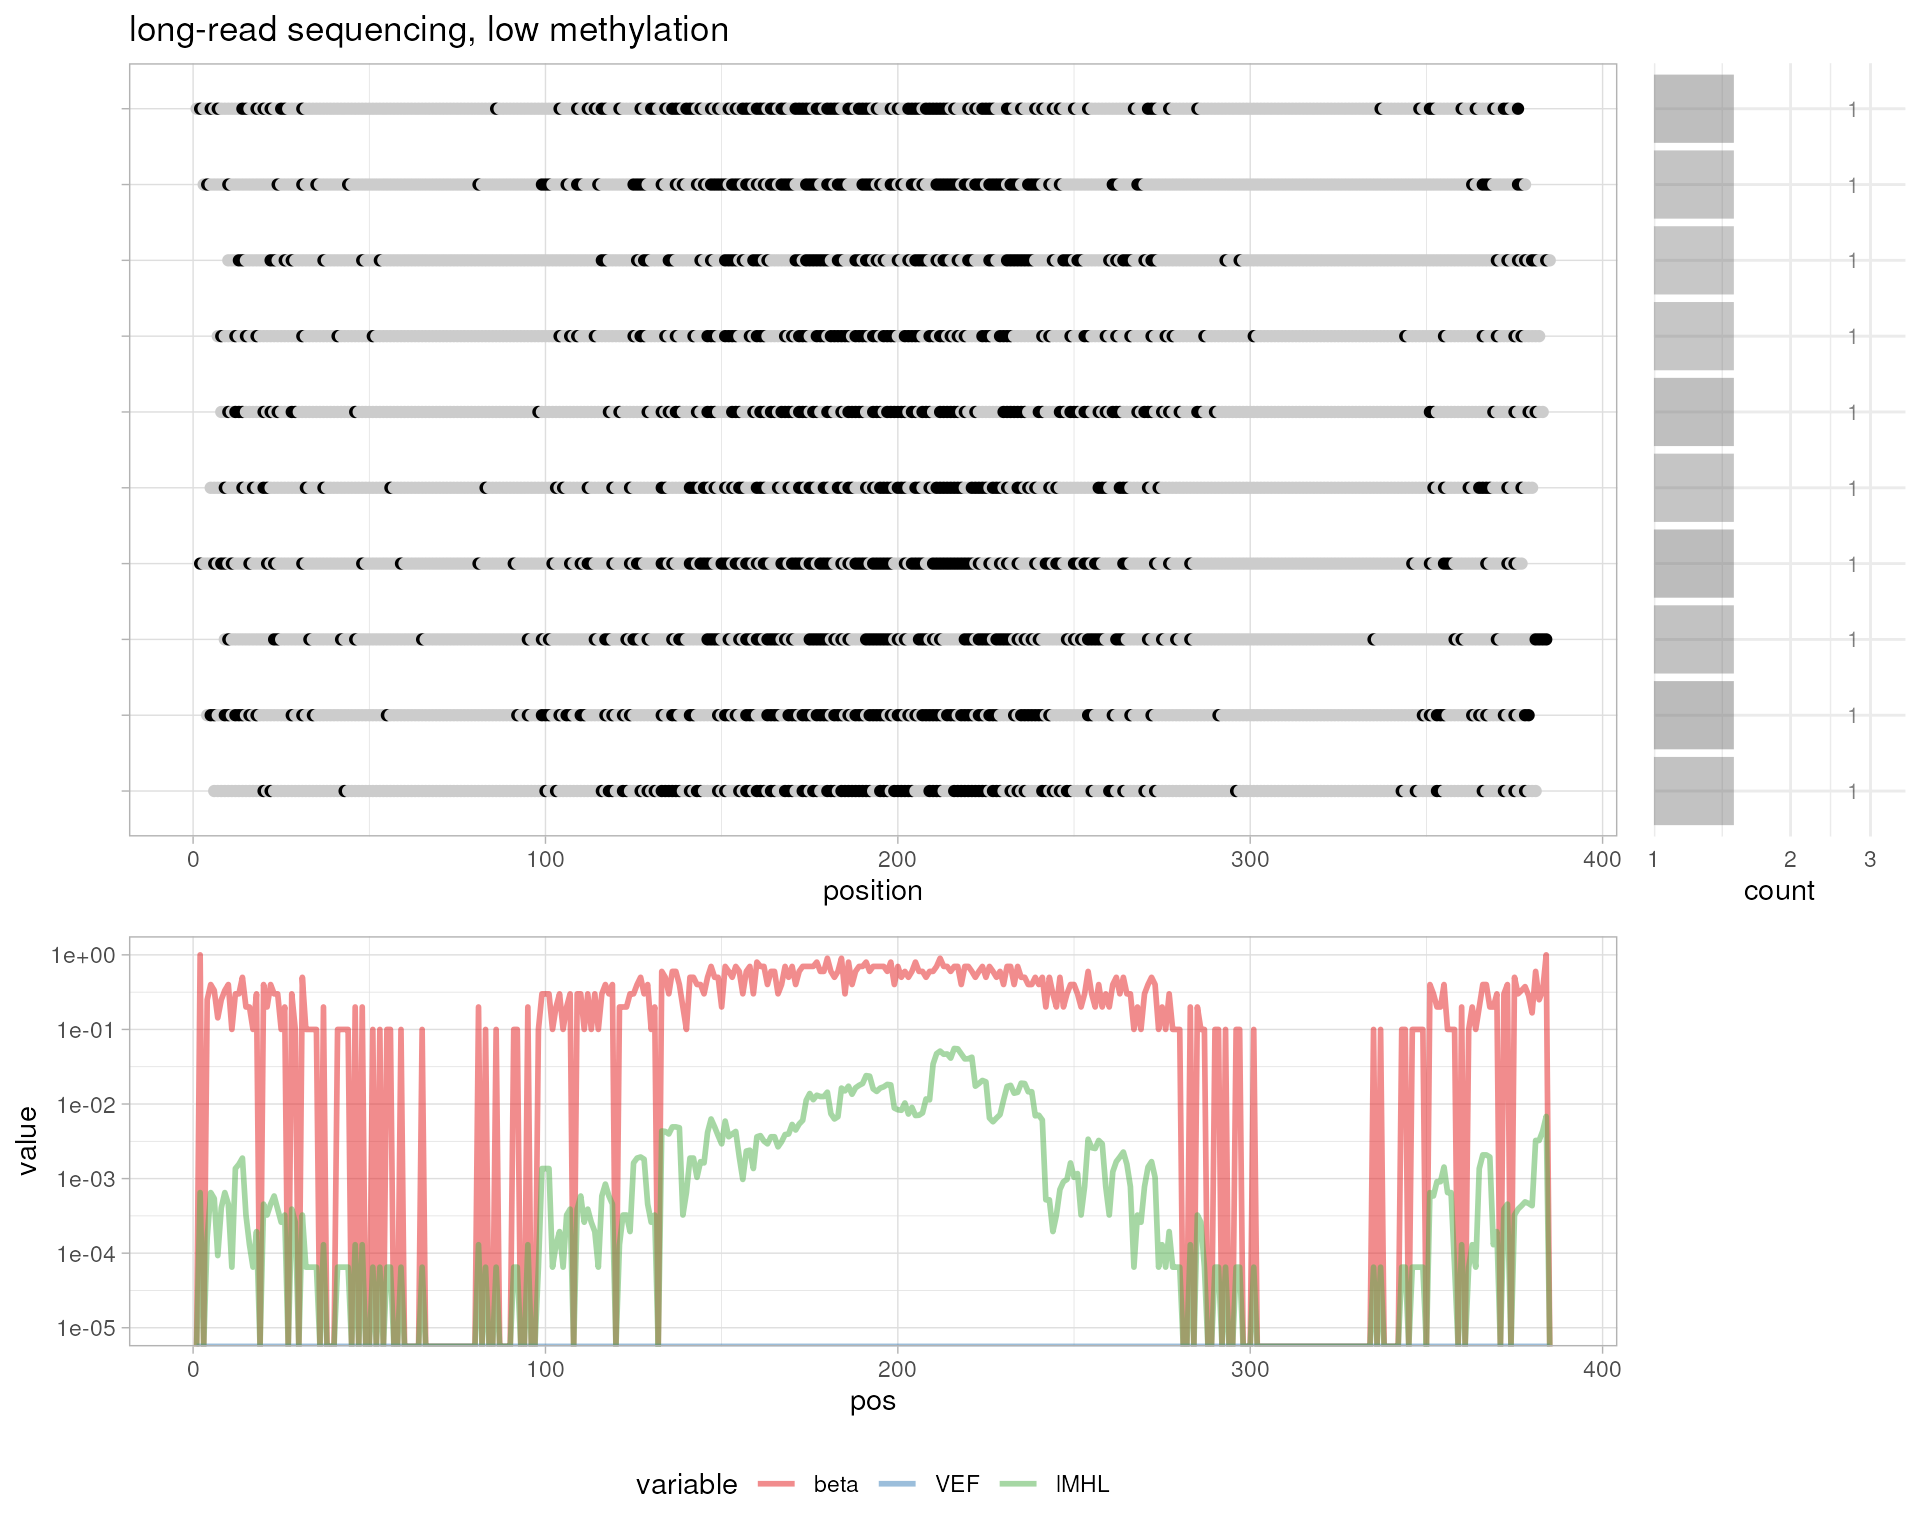 long-read sequencing, low methylation
1
1
1
1
1
1
1
1
1
1
0 100 200 300 400
position
1 2 3
count
1e+00
1e-01
1e-02
1e-03
1e-04
1e-05
value
0 100 200 300 400
pos
variable beta VEF lMHL